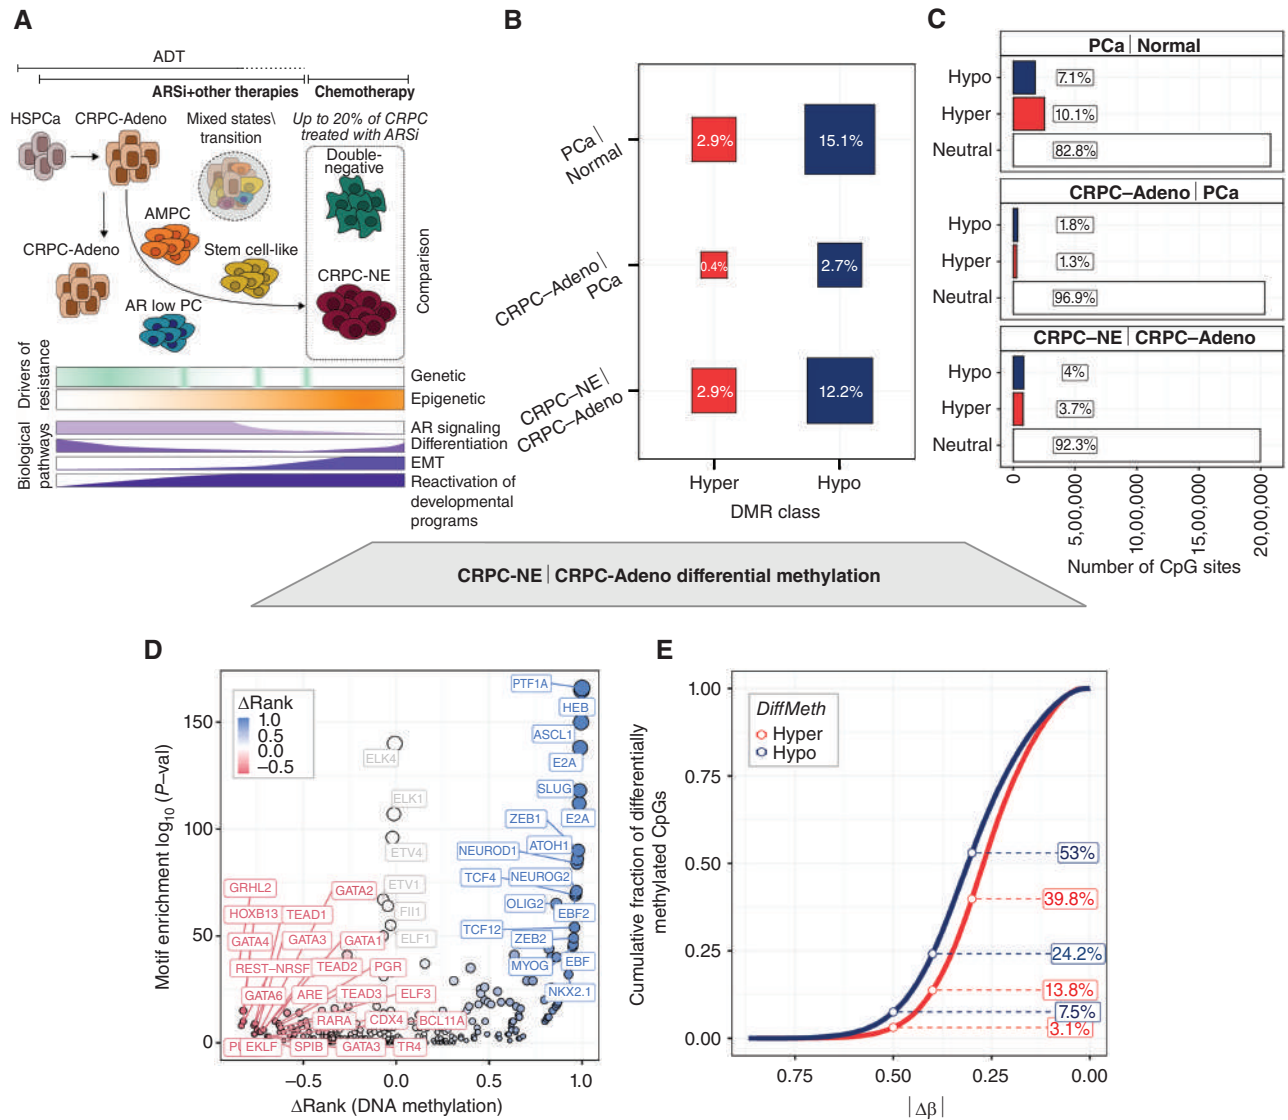 A
ADT
ARSi+other therapies
Chemotherapy
HSPCa
CRPC-Adeno
Mixed states\
transition
Up to 20% of CRPC
treated with ARSi
Double-
negative
AMPC
CRPC-Adeno
Stem cell-like
CRPC-NE
AR low PC
Comparison
Drivers of
resistance
Genetic
Epigenetic
Biological
pathways
AR signaling
Differentiation
EMT
Reactivation of
developmental
programs
B
PCa |
Normal
2.9%
15.1%
CRPC–Adeno |
PCa
0.4%
2.7%
CRPC–NE |
CRPC–Adeno
2.9%
12.2%
Hyper
Hypo
DMR class
C
PCa | Normal
Hypo
7.1%
Hyper
10.1%
Neutral
82.8%
CRPC–Adeno | PCa
Hypo
1.8%
Hyper
1.3%
Neutral
96.9%
CRPC–NE | CRPC–Adeno
Hypo
4%
Hyper
3.7%
Neutral
92.3%
0
5,00,000
10,00,000
15,00,000
20,00,000
Number of CpG sites
CRPC-NE | CRPC-Adeno differential methylation
D
Motif enrichment log10 (P–val)
150
100
50
0
ΔRank
1.0
0.5
0.0
–0.5
PTF1A
HEB
ASCL1
E2A
SLUG
E2A
ZEB1
ATOH1
NEUROD1
TCF4
NEUROG2
OLIG2
EBF2
TCF12
ZEB2
MYOG
EBF
NKX2.1
ELK4
ELK1
ETV4
ETV1
FlI1
ELF1
GRHL2
GATA2
HOXB13
TEAD1
GATA4
GATA3
GATA1
REST–NRSF
TEAD2
PGR
GATA6
ARE
TEAD3
ELF3
RARA
CDX4
BCL11A
EKLF
SPIB
GATA3
TR4
–0.5
0.0
0.5
1.0
ΔRank (DNA methylation)
E
Cumulative fraction of differentially
methylated CpGs
1.00
0.75
0.50
0.25
0.00
DiffMeth
Hyper
Hypo
53%
39.8%
24.2%
13.8%
7.5%
3.1%
0.75
0.50
0.25
0.00
|Δβ|